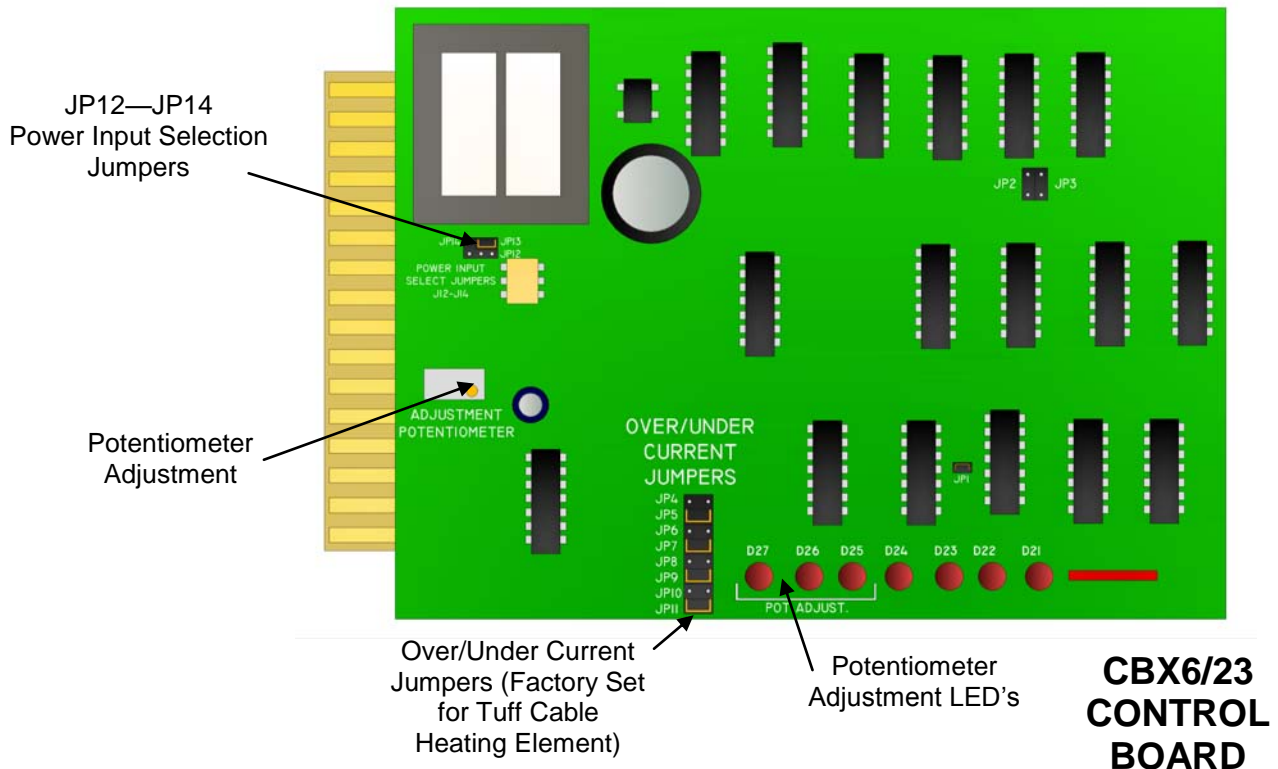 JP12—JP14
Power Input Selection
Jumpers
JP2
JP3
JP14
JP13
JP12
POWER INPUT
SELECT JUMPERS
J12-J14
ADJUSTMENT
POTENTIOMETER
Potentiometer
Adjustment
OVER/UNDER
CURRENT
JUMPERS
JP4
JP5
JP6
JP7
JP8
JP9
JP10
JP11
JP1
D27 D26 D25 D24 D23 D22 D21
POT ADJUST.
Over/Under Current
Jumpers (Factory Set
for Tuff Cable
Heating Element)
Potentiometer
Adjustment LED's
CBX6/23
CONTROL
BOARD